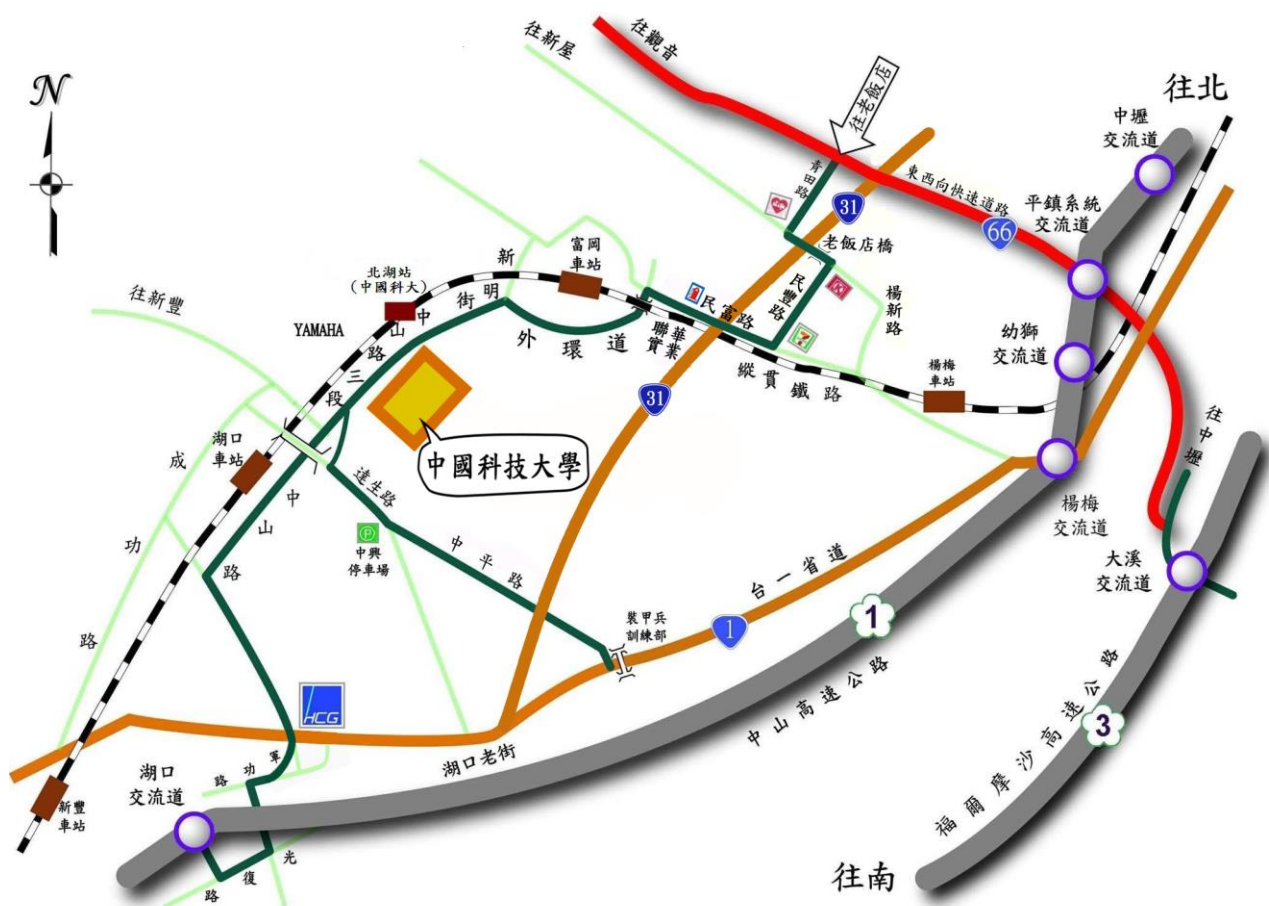 N
往新屋
往觀音
往老飯店
往北
中壢
交流道
青田路
31
東西向快速道路
66
平鎮系統
交流道
老飯店橋
富岡
車站
新
明
街
北湖站
(中國科大)
往新豐
YAMAHA
中
山
路
三
段
外環道
民富路
民豐路
楊新路
聯華
實業
7
幼獅
交流道
縱貫鐵路
楊梅
車站
31
中國科技大學
往中壢
湖口
車站
成
功
路
中
山
路
達生路
P
中興
停車場
中平路
楊梅
交流道
大溪
交流道
台一省道
1
1
裝甲兵
訓練部
HCG
中山高速公路
3
福爾摩沙高速公路
湖口老街
軍
功
路
湖口
交流道
新豐
車站
光
復
路
往南